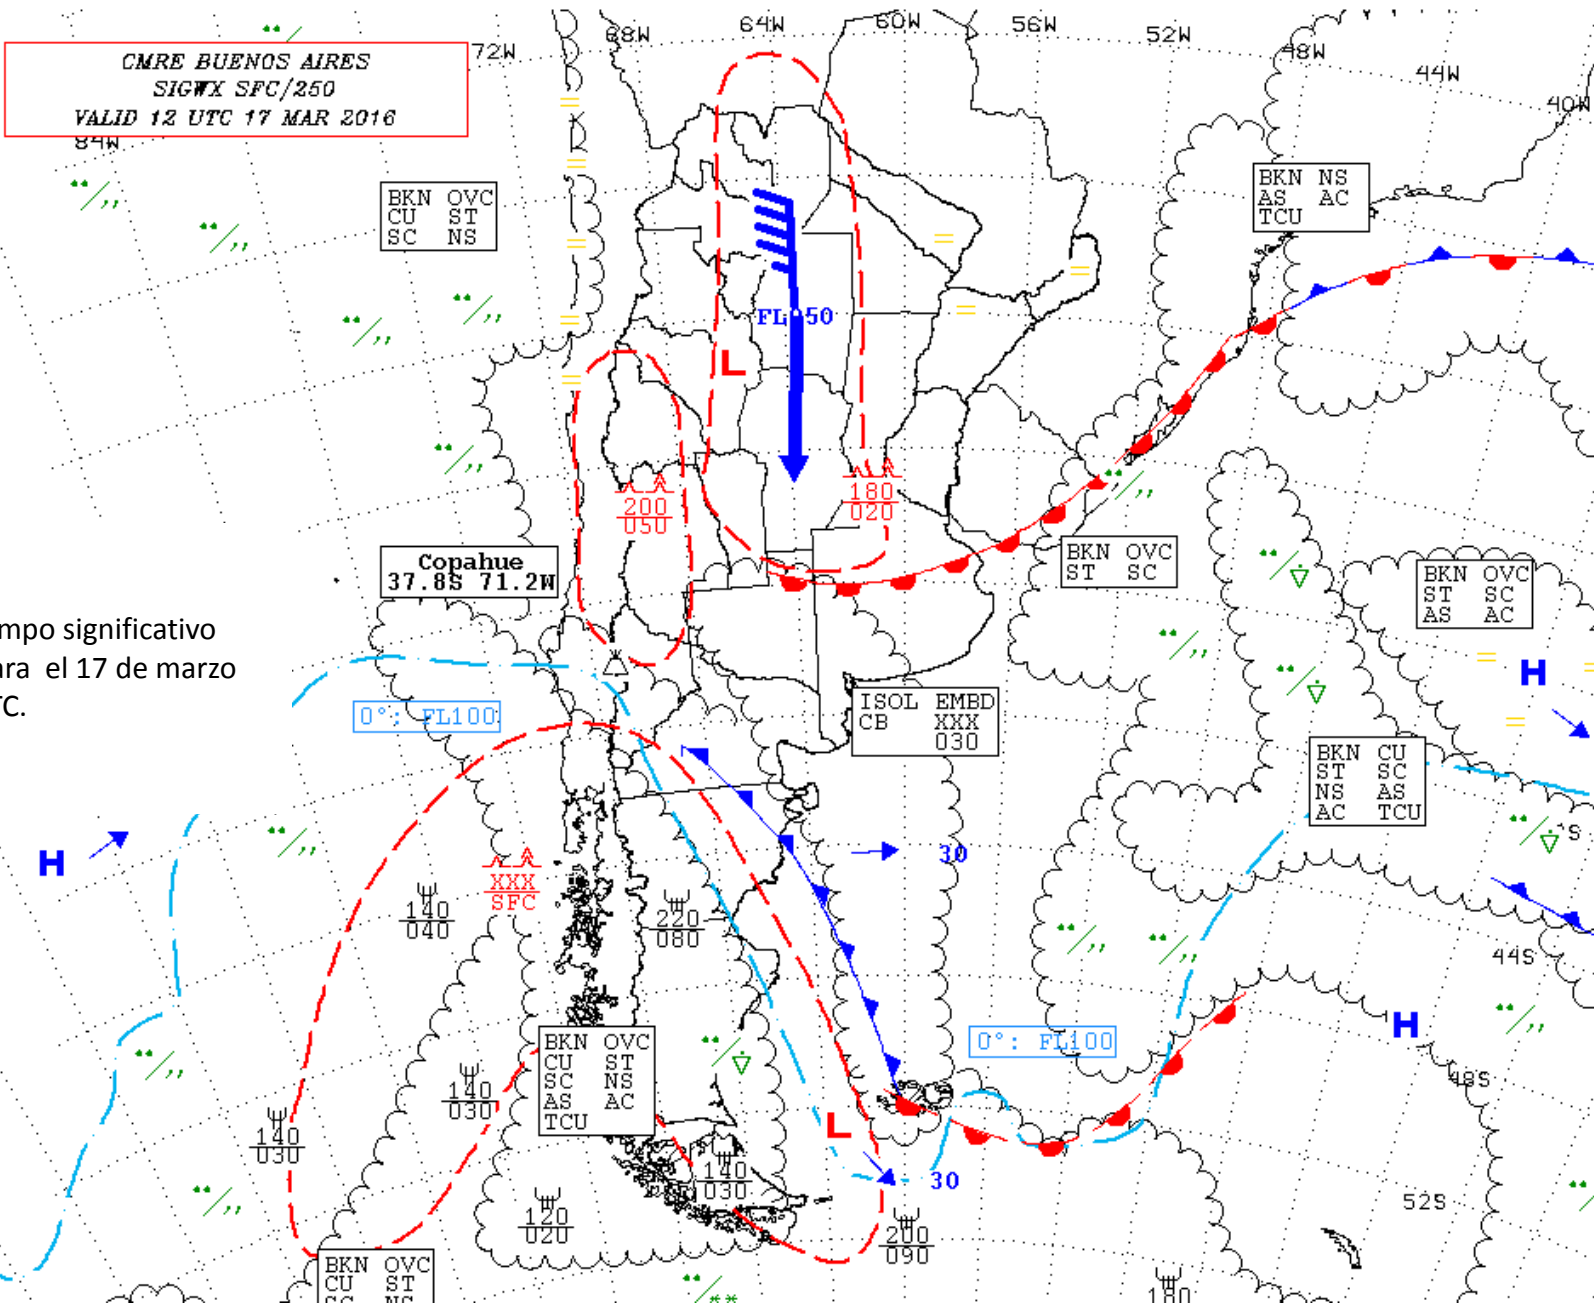 64W
60W
56W
68W
52W
72W
48W
44W
40W
CMRE BUENOS AIRES
SIGWX SFC/250
VALID 12 UTC 17 MAR 2016
84W
BKN OVC
CU ST
SC NS
BKN NS
AS AC
TCU
L
200
050
180
020
Copahue
37.8S 71.2W
BKN OVC
ST SC
BKN OVC
ST SC
AS AC
mpo significativo
ara el 17 de marzo
TC.
H
0°: FL100
ISOL EMBD
CB XXX
030
BKN CU
ST SC
NS AS
AC TCU
H
30
XXX
SFC
140
040
220
080
44S
H
0°: FL100
BKN OVC
CU ST
SC NS
AS AC
TCU
48S
140
030
140
030
L
140
030
30
52S
120
020
200
090
BKN OVC
CU ST
SC NS
180